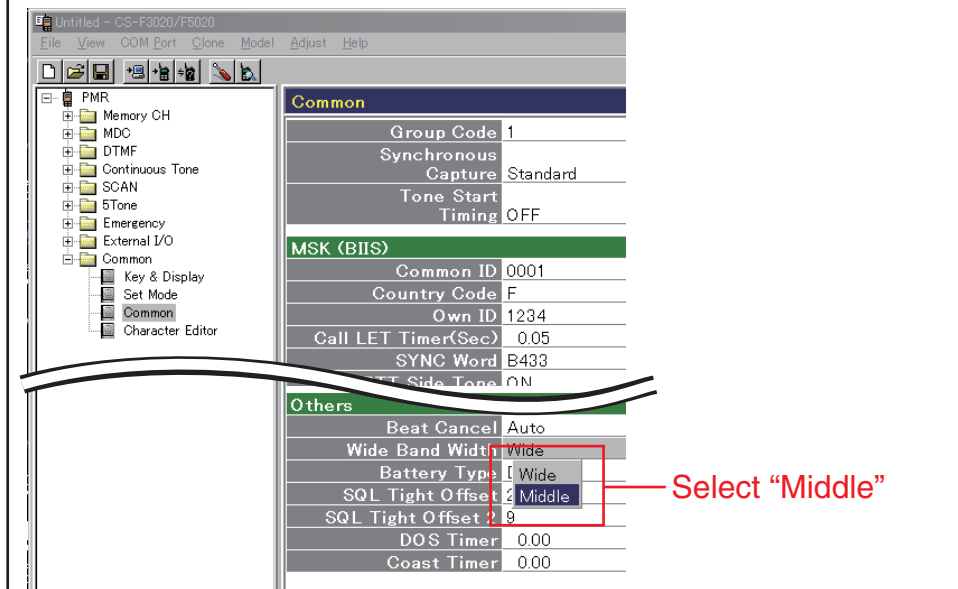 Untitled - CS-F3020/F5020
File View COM Port Clone Model Adjust Help
PMR
Memory CH
MDC
DTMF
Continuous Tone
SCAN
5Tone
Emergency
External I/O
Common
Key & Display
Set Mode
Common
Character Editor
Common
Group Code 1
Synchronous
Capture Standard
Tone Start
Timing OFF
MSK (BIIS)
Common ID 0001
Country Code F
Own ID 1234
Call LET Timer(Sec) 0.05
SYNC Word B433
Side Tone ON
Others
Beat Cancel Auto
Wide Band Width Wide
Battery Type
Wide
SQL Tight Offset 2
Middle
SQL Tight Offset 2 9
DOS Timer 0.00
Coast Timer 0.00
Select “Middle”